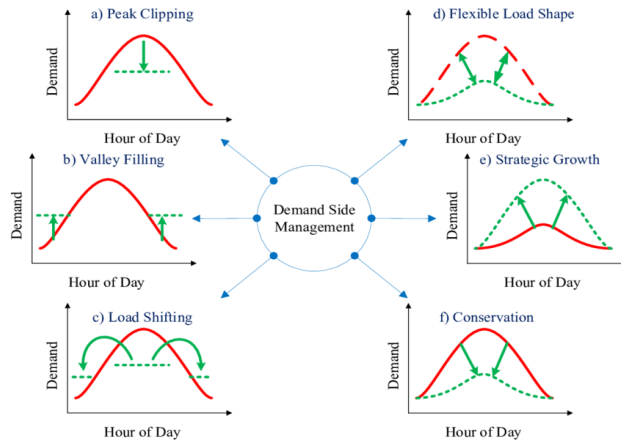 a) Peak Clipping
Demand
Hour of Day
b) Valley Filling
Demand
Hour of Day
c) Load Shifting
Demand
Hour of Day
Demand Side
Management
d) Flexible Load Shape
Demand
Hour of Day
e) Strategic Growth
Demand
Hour of Day
f) Conservation
Demand
Hour of Day